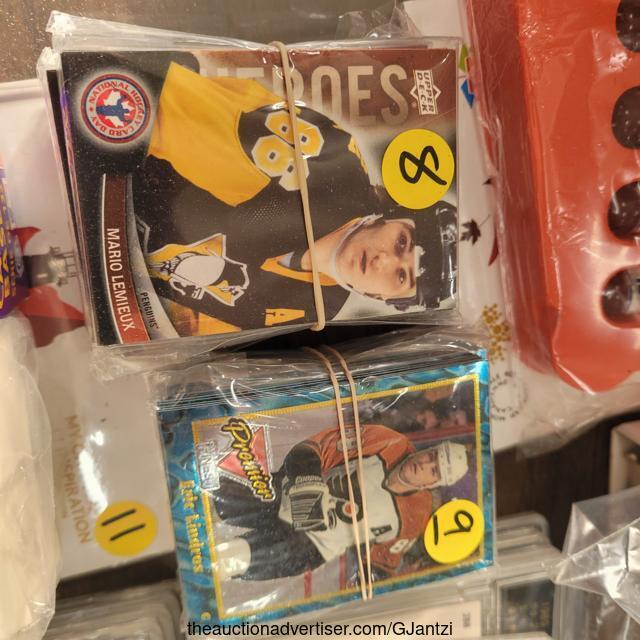 HEROES
UPPER DECK
NATIONAL HOCKEY CARD DAY
8
88
MARIO LEMIEUX
PENGUINS
A
Premier
Eric Lindros
9
11
theauctionadvertiser.com/GJantzi